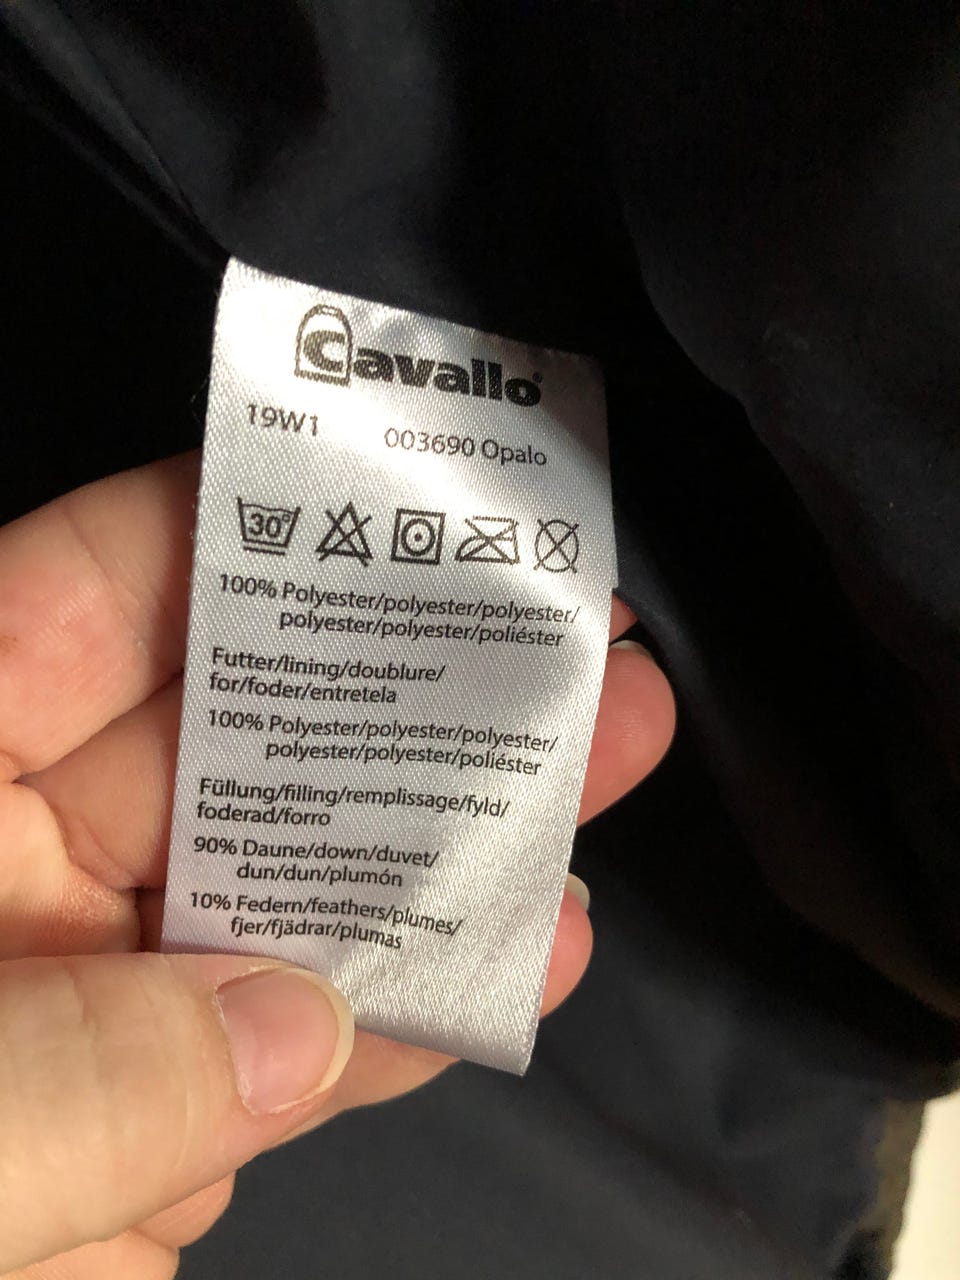 Cavallo®
19W1 003690 Opalo
30°
100% Polyester/polyester/polyester/
polyester/polyester/poliéster
Futter/lining/doublure/
for/foder/entretela
100% Polyester/polyester/polyester/
polyester/polyester/poliéster
Füllung/filling/remplissage/fyld/
foderad/forro
90% Daune/down/duvet/
dun/dun/plumón
10% Federn/feathers/plumes/
fjer/fjädrar/plumas